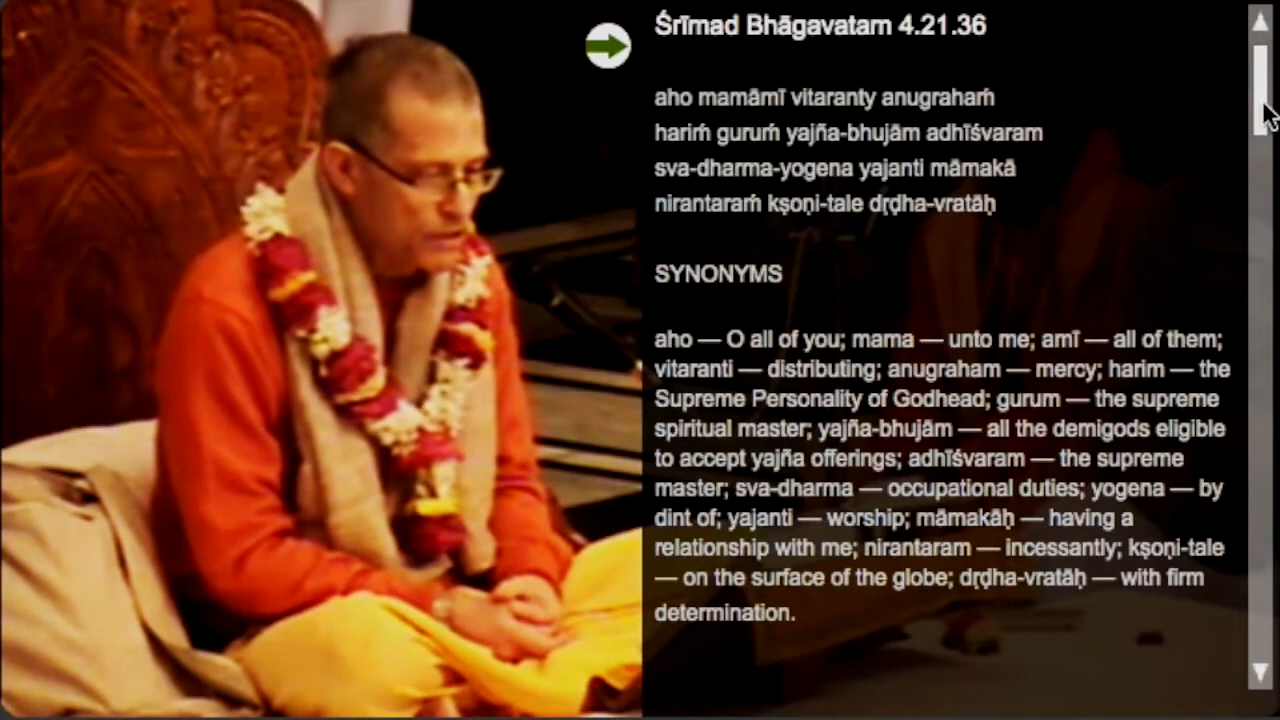 Śrīmad Bhāgavatam 4.21.36
aho mamāmī vitaranty anugrahaṁ
hariṁ guruṁ yajña-bhujām adhīśvaram
sva-dharma-yogena yajanti māmakā
nirantaraṁ kṣoṇi-tale dṛḍha-vratāḥ
SYNONYMS
aho — O all of you; mama — unto me; amī — all of them;
vitaranti — distributing; anugraham — mercy; harim — the
Supreme Personality of Godhead; gurum — the supreme
spiritual master; yajña-bhujām — all the demigods eligible
to accept yajña offerings; adhīśvaram — the supreme
master; sva-dharma — occupational duties; yogena — by
dint of; yajanti — worship; māmakāḥ — having a
relationship with me; nirantaram — incessantly; kṣoṇi-tale
— on the surface of the globe; dṛḍha-vratāḥ — with firm
determination.